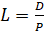 L = D/P